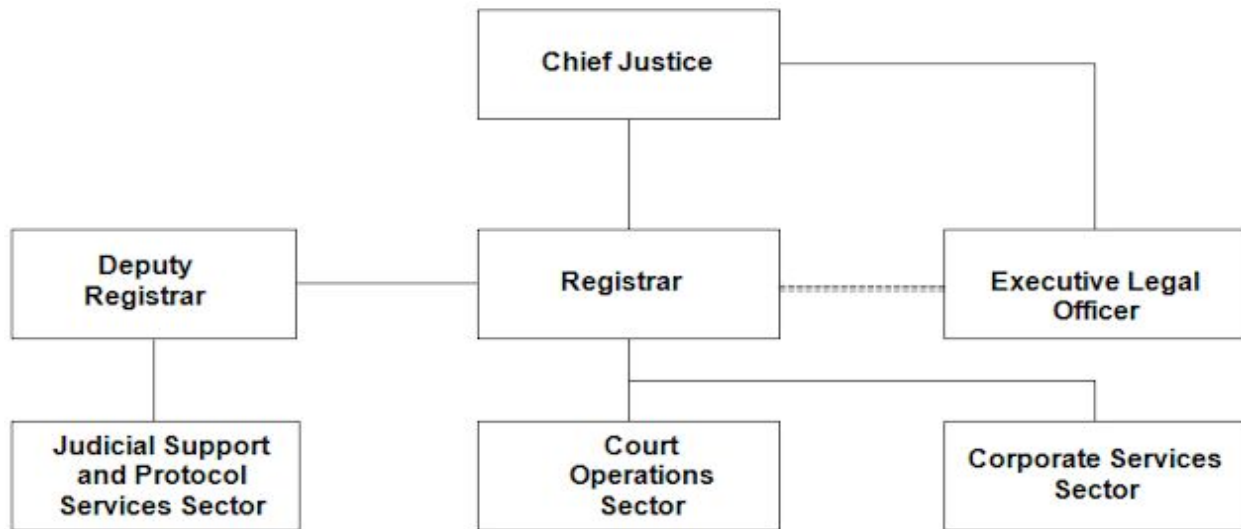 Chief Justice
Deputy
Registrar
Registrar
Executive Legal
Officer
Judicial Support
and Protocol
Services Sector
Court
Operations
Sector
Corporate Services
Sector